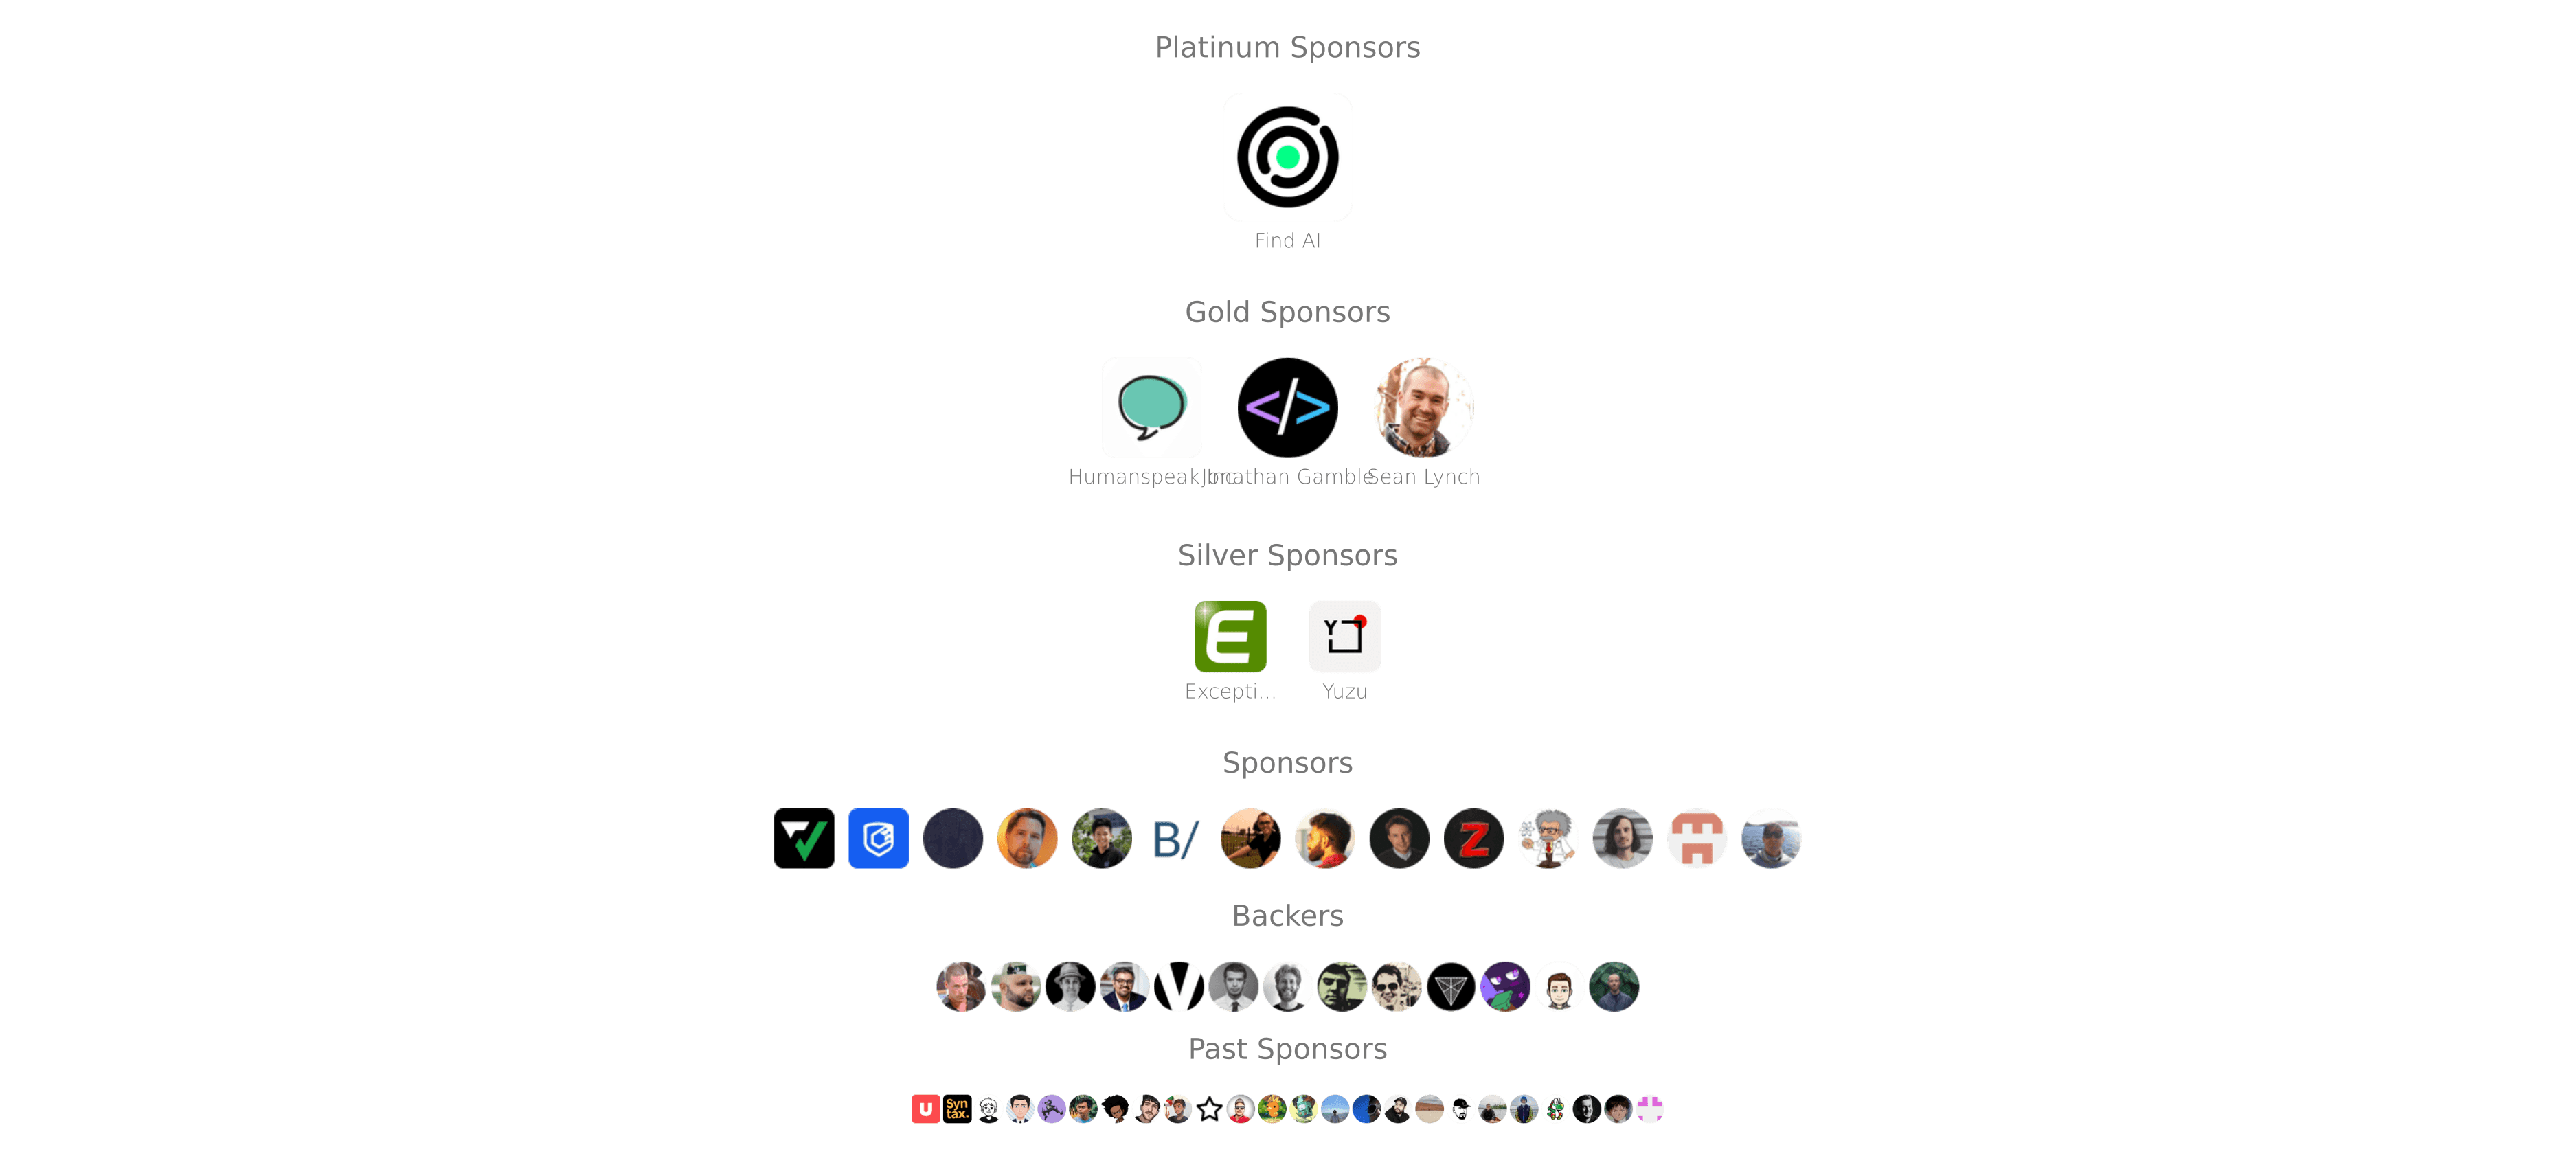 Platinum Sponsors
Find AI
Gold Sponsors
Humanspeak Inc Jonathan Gamble Sean Lynch
Silver Sponsors
E Y
Excepti... Yuzu
Sponsors
B/ Z
Backers
V
Past Sponsors
U Syn
tax.